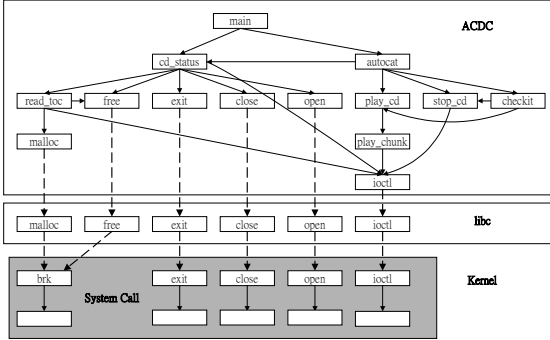 main
ACDC
cd_status
autocat
read_toc
free
exit
close
open
play_cd
stop_cd
checkit
malloc
play_chunk
ioctl
malloc
free
exit
close
open
ioctl
libc
brk
exit
close
open
ioctl
Kernel
System Call